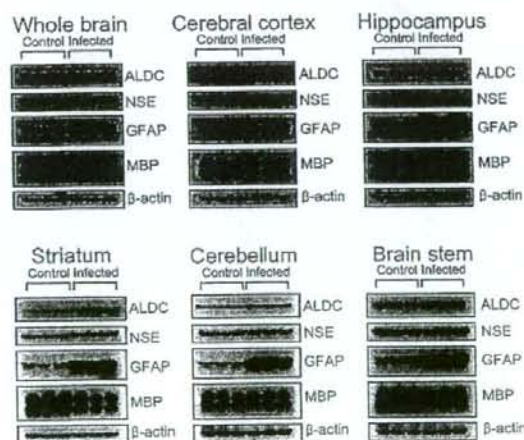 Whole brain
Control Infected
ALDC
NSE
GFAP
MBP
β-actin
Cerebral cortex
Control Infected
ALDC
NSE
GFAP
MBP
β-actin
Hippocampus
Control Infected
ALDC
NSE
GFAP
MBP
β-actin
Striatum
Control Infected
ALDC
NSE
GFAP
MBP
β-actin
Cerebellum
Control Infected
ALDC
NSE
GFAP
MBP
β-actin
Brain stem
Control Infected
ALDC
NSE
GFAP
MBP
β-actin